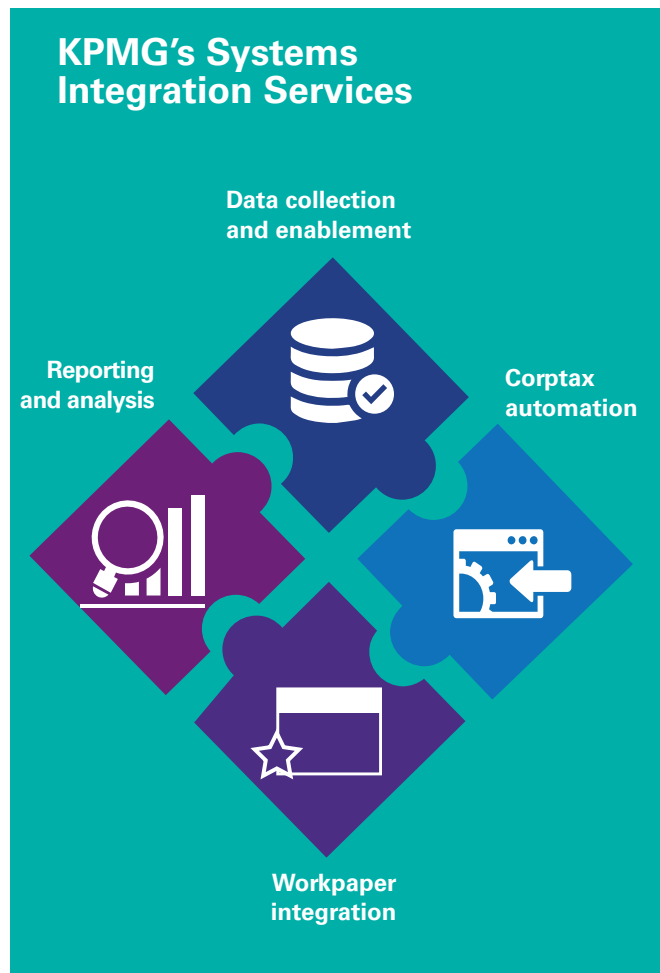 KPMG’s Systems
Integration Services
Data collection
and enablement
Reporting
and analysis
Corptax
automation
Workpaper
integration